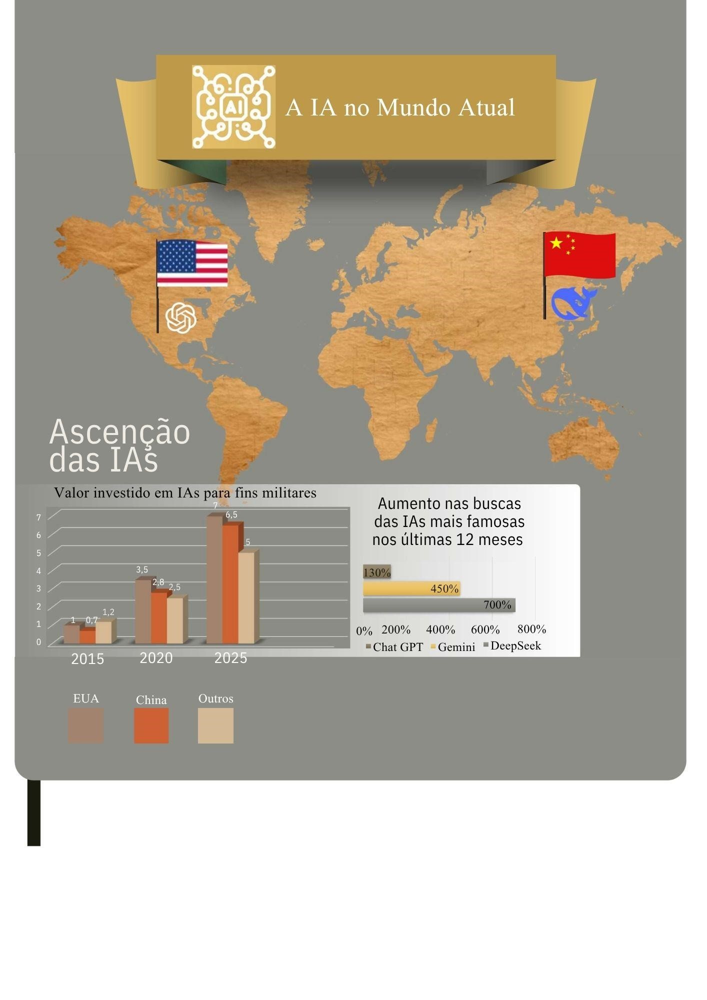 AI
A IA no Mundo Atual
Ascenção
das IAs
Valor investido em IAs para fins militares
7
6
5
4
3
2
1
0
1
0,7
1,2
3,5
2,8
2,5
7
6,5
5
2015
2020
2025
EUA
China
Outros
Aumento nas buscas
das IAs mais famosas
nos últimas 12 meses
130%
450%
700%
0% 200% 400% 600% 800%
Chat GPT Gemini DeepSeek